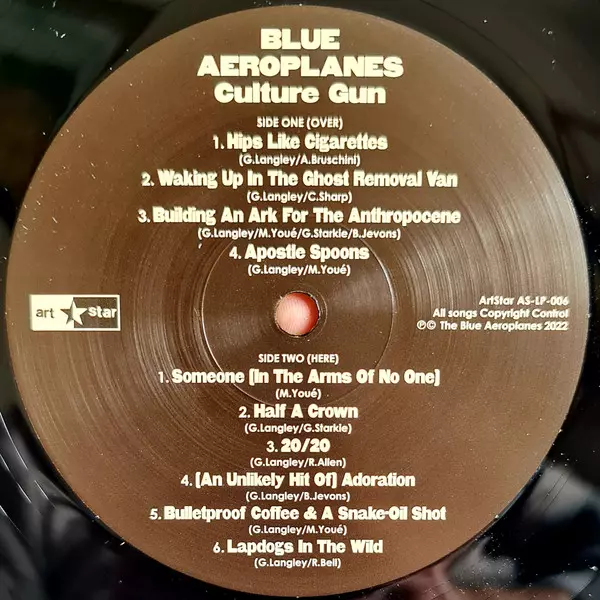 BLUE
AEROPLANES
Culture Gun
SIDE ONE (OVER)
1. Hips Like Cigarettes
(G.Langley/A.Bruschini)
2. Waking Up In The Ghost Removal Van
(G.Langley/C.Sharp)
3. Building An Ark For The Anthropocene
(G.Langley/M.Youé/G.Starkie/B.Jevons)
4. Apostle Spoons
(G.Langley/M.Youé)
art star
ArtStar AS-LP-006
All songs Copyright Control
℗© The Blue Aeroplanes 2022
SIDE TWO (HERE)
1. Someone [In The Arms Of No One]
(M.Youé)
2. Half A Crown
(G.Langley/G.Starkie)
3. 20/20
(G.Langley/R.Allen)
4. [An Unlikely Hit Of] Adoration
(G.Langley/B.Jevons)
5. Bulletproof Coffee & A Snake-Oil Shot
(G.Langley/M.Youé)
6. Lapdogs In The Wild
(G.Langley/R.Bell)